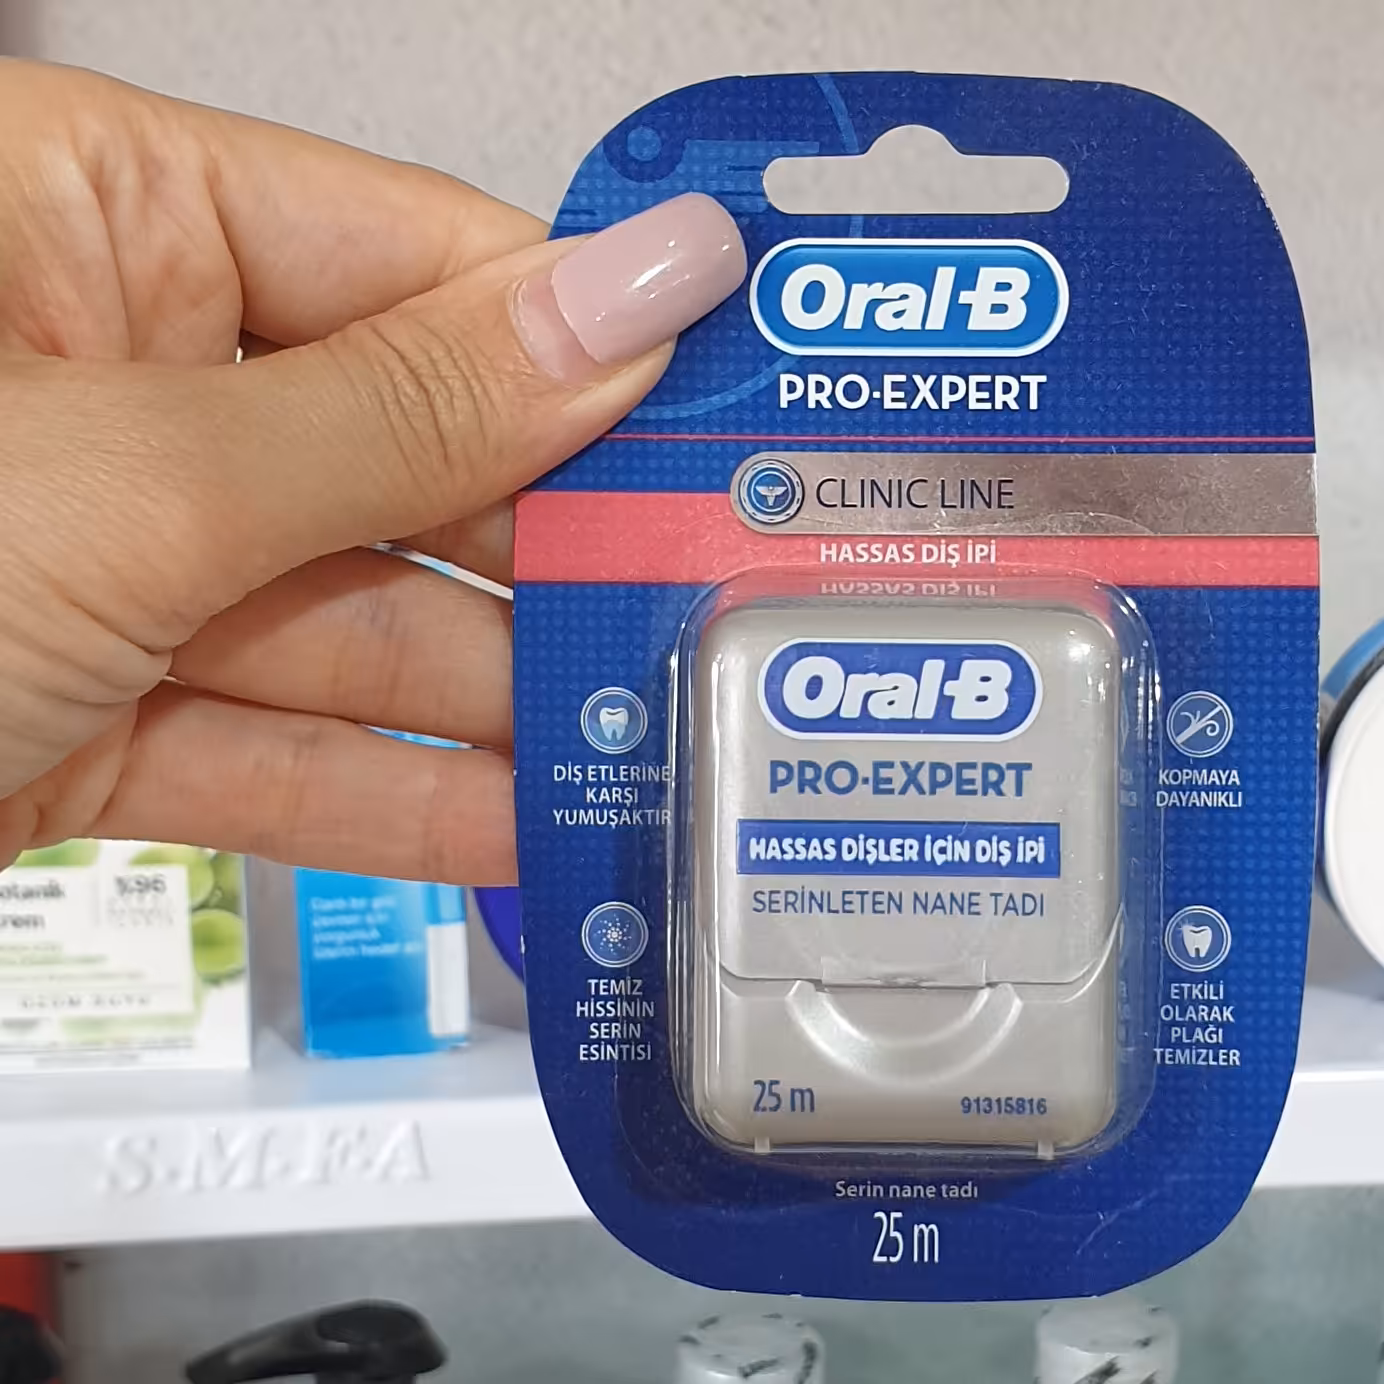 Oral-B
PRO-EXPERT
CLINIC LINE
HASSAS DİŞ İPİ
Oral-B
PRO-EXPERT
HASSAS DİŞLER İÇİN DİŞ İPİ
SERİNLETEN NANE TADI
25 m
91315816
DİŞ ETLERİNE
KARŞI
YUMUŞAKTIR
TEMİZ
HİSSİNİN
SERİN
ESİNTİSİ
KOPMAYA
DAYANIKLI
ETKİLİ
OLARAK
PLAĞI
TEMİZLER
Serin nane tadı
25 m
%96
S.M.F.A